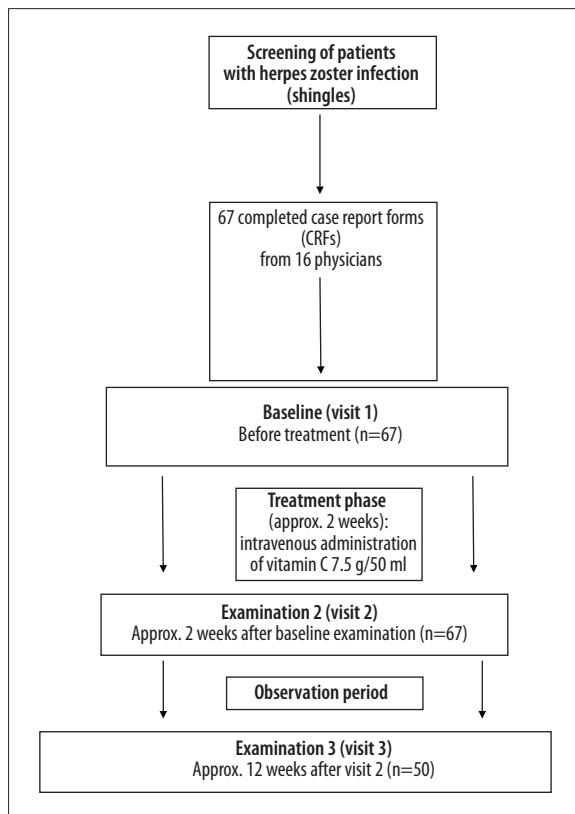 Screening of patients
with herpes zoster infection
(shingles)
67 completed case report forms
(CRFs)
from 16 physicians
Baseline (visit 1)
Before treatment (n=67)
Treatment phase
(approx. 2 weeks):
intravenous administration
of vitamin C 7.5 g/50 ml
Examination 2 (visit 2)
Approx. 2 weeks after baseline examination (n=67)
Observation period
Examination 3 (visit 3)
Approx. 12 weeks after visit 2 (n=50)